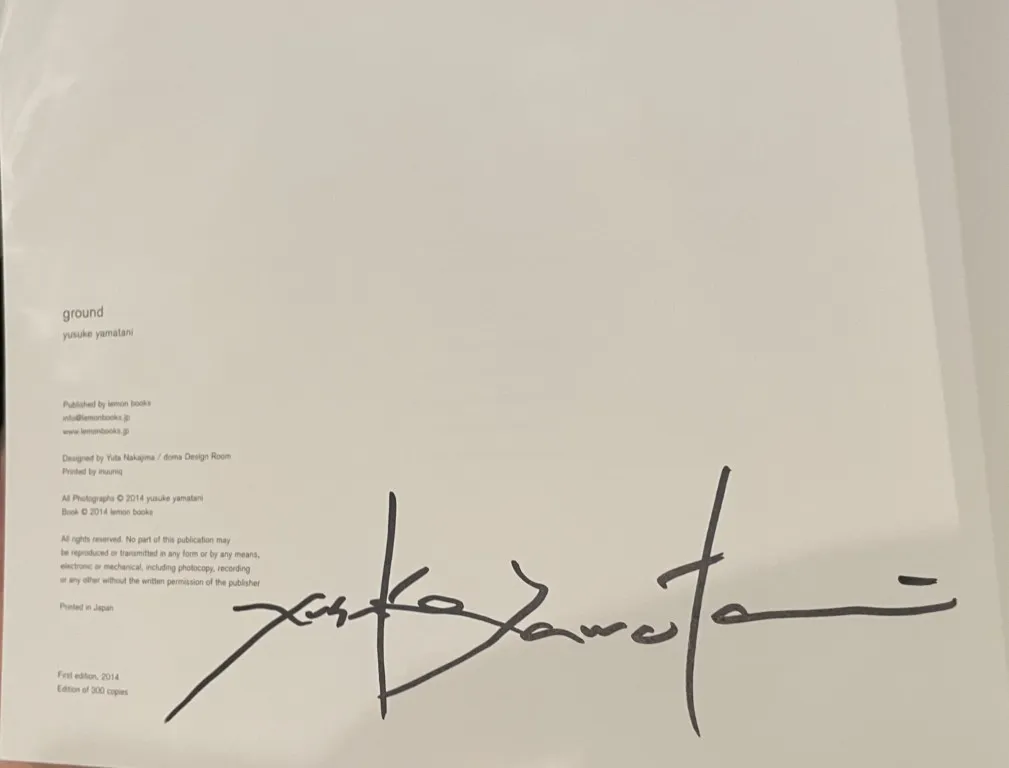 ground
yusuke yamatani
Published by lemon books
info@lemonbooks.jp
www.lemonbooks.jp
Designed by Yuta Nakajima / doma Design Room
Printed by inuuniq
All Photographs © 2014 yusuke yamatani
Book © 2014 lemon books
All rights reserved. No part of this publication may
be reproduced or transmitted in any form or by any means,
electronic or mechanical, including photocopy, recording
or any other without the written permission of the publisher
Printed in Japan
First edition, 2014
Edition of 300 copies
Yusuke Yamatani